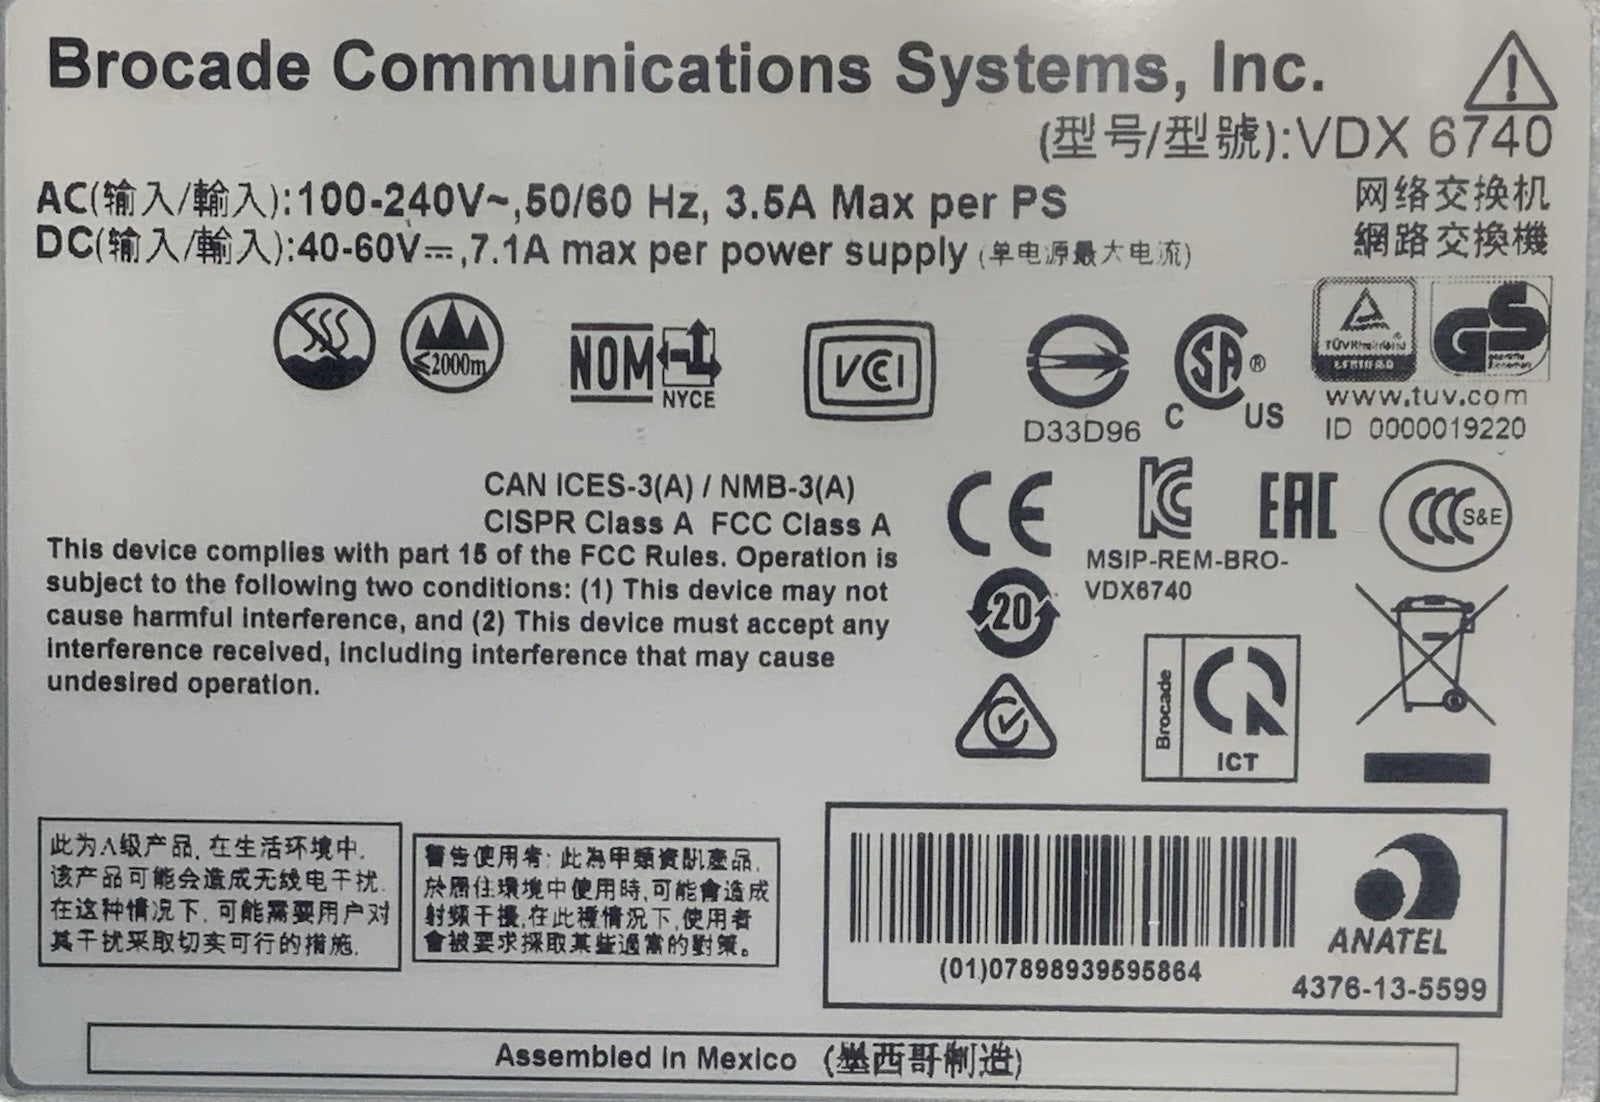 Brocade Communications Systems, Inc.
(型号/型號):VDX 6740
AC(输入/輸入):100-240V~,50/60 Hz, 3.5A Max per PS
网络交换机
DC(输入/輸入):40-60V⎓,7.1A max per power supply (单电源最大电流)
網路交換機
≤2000m
NOM
NYCE
VCI
D33D96
C SA ® US
TÜVRheinland
GS
geprüfte
Sicherheit
www.tuv.com
ID 0000019220
CAN ICES-3(A) / NMB-3(A)
CISPR Class A FCC Class A
This device complies with part 15 of the FCC Rules. Operation is
subject to the following two conditions: (1) This device may not
cause harmful interference, and (2) This device must accept any
interference received, including interference that may cause
undesired operation.
CE
KC
EAC
CCC S&E
MSIP-REM-BRO-
VDX6740
20
Brocade
ICT
此为A级产品, 在生活环境中,
该产品可能会造成无线电干扰.
在这种情况下, 可能需要用户对
其干扰采取切实可行的措施.
警告使用者: 此為甲類資訊產品,
於居住環境中使用時,可能會造成
射頻干擾,在此種情況下,使用者
會被要求採取某些適當的對策。
(01)07898939595864
ANATEL
4376-13-5599
Assembled in Mexico (墨西哥制造)